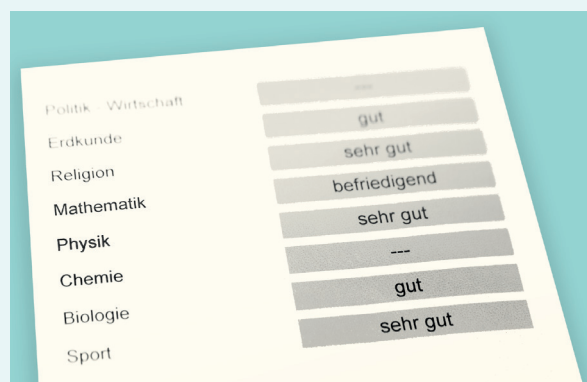 Politik - Wirtschaft ---
Erdkunde gut
Religion sehr gut
Mathematik befriedigend
Physik sehr gut
Chemie ---
Biologie gut
Sport sehr gut